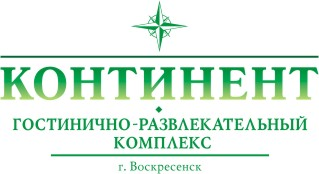 КОНТИНЕНТ
ГОСТИНИЧНО-РАЗВЛЕКАТЕЛЬНЫЙ
КОМПЛЕКС
г. Воскресенск